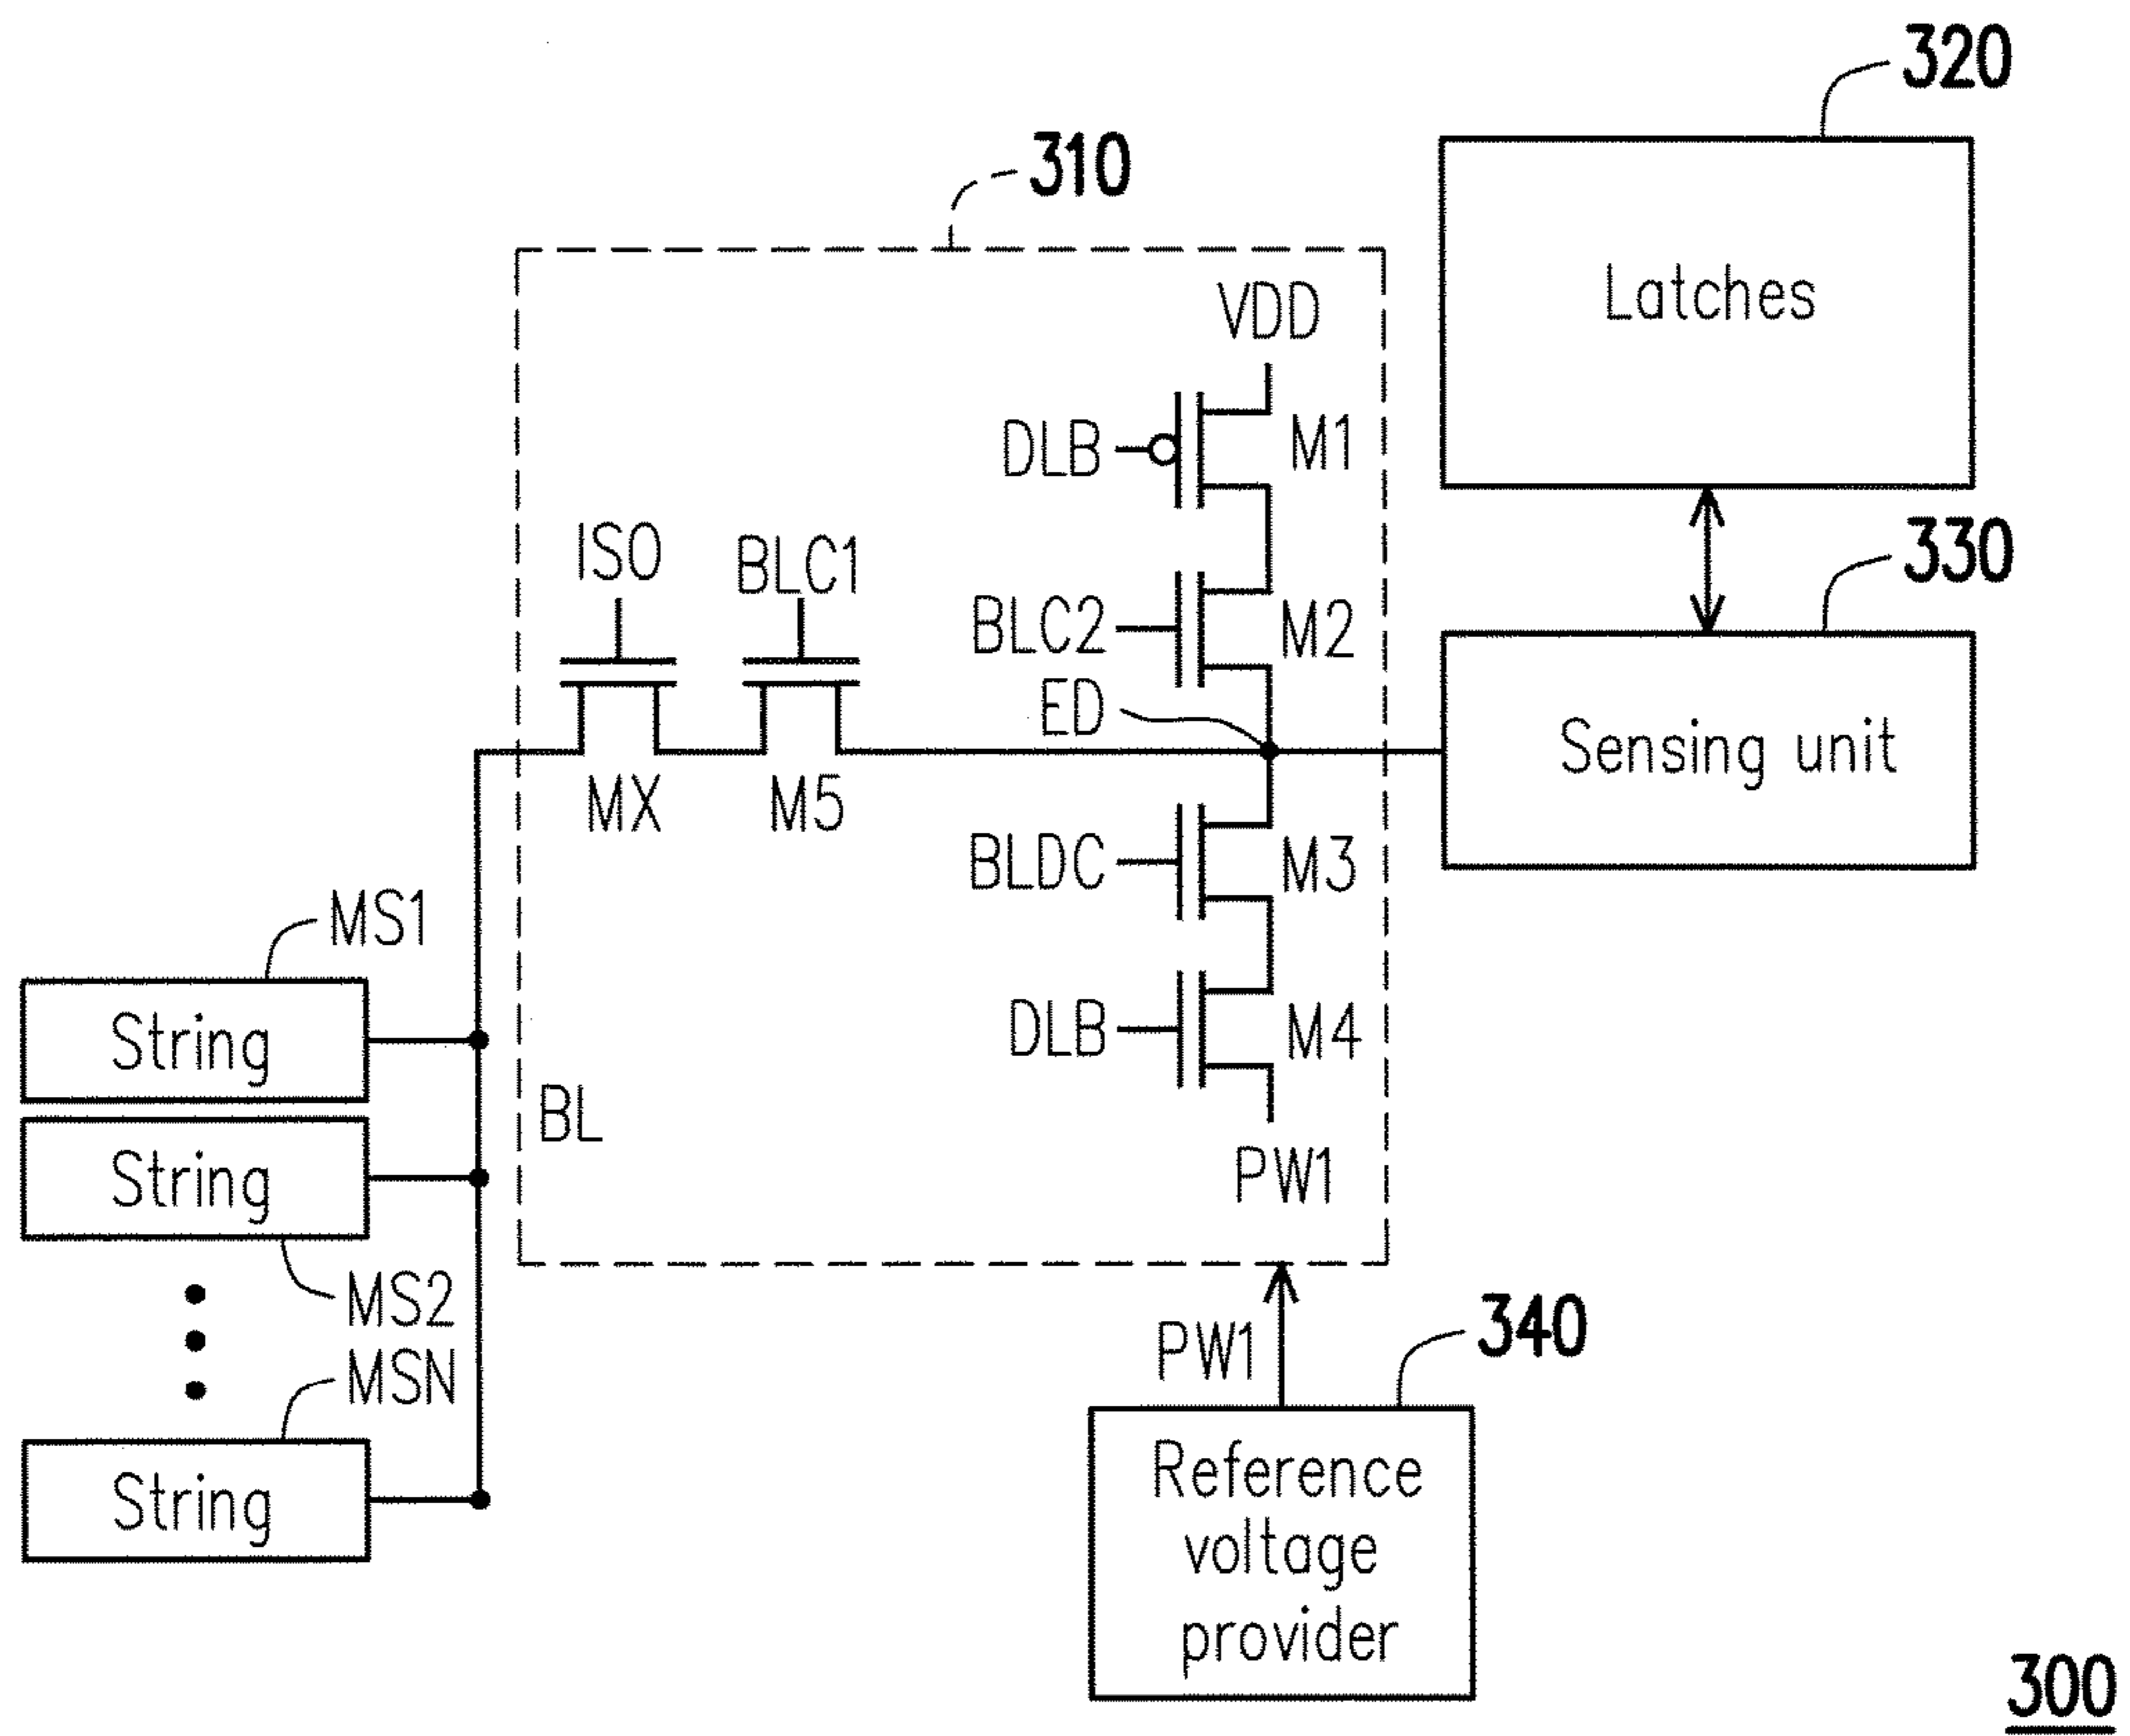 320
310
Latches
VDD
DLB
M1
330
ISO
BLC1
BLC2
M2
ED
Sensing unit
MX
M5
BLDC
M3
MS1
String
DLB
M4
BL
String
PW1
MS2
340
PW1
MSN
String
Reference
voltage
provider
300